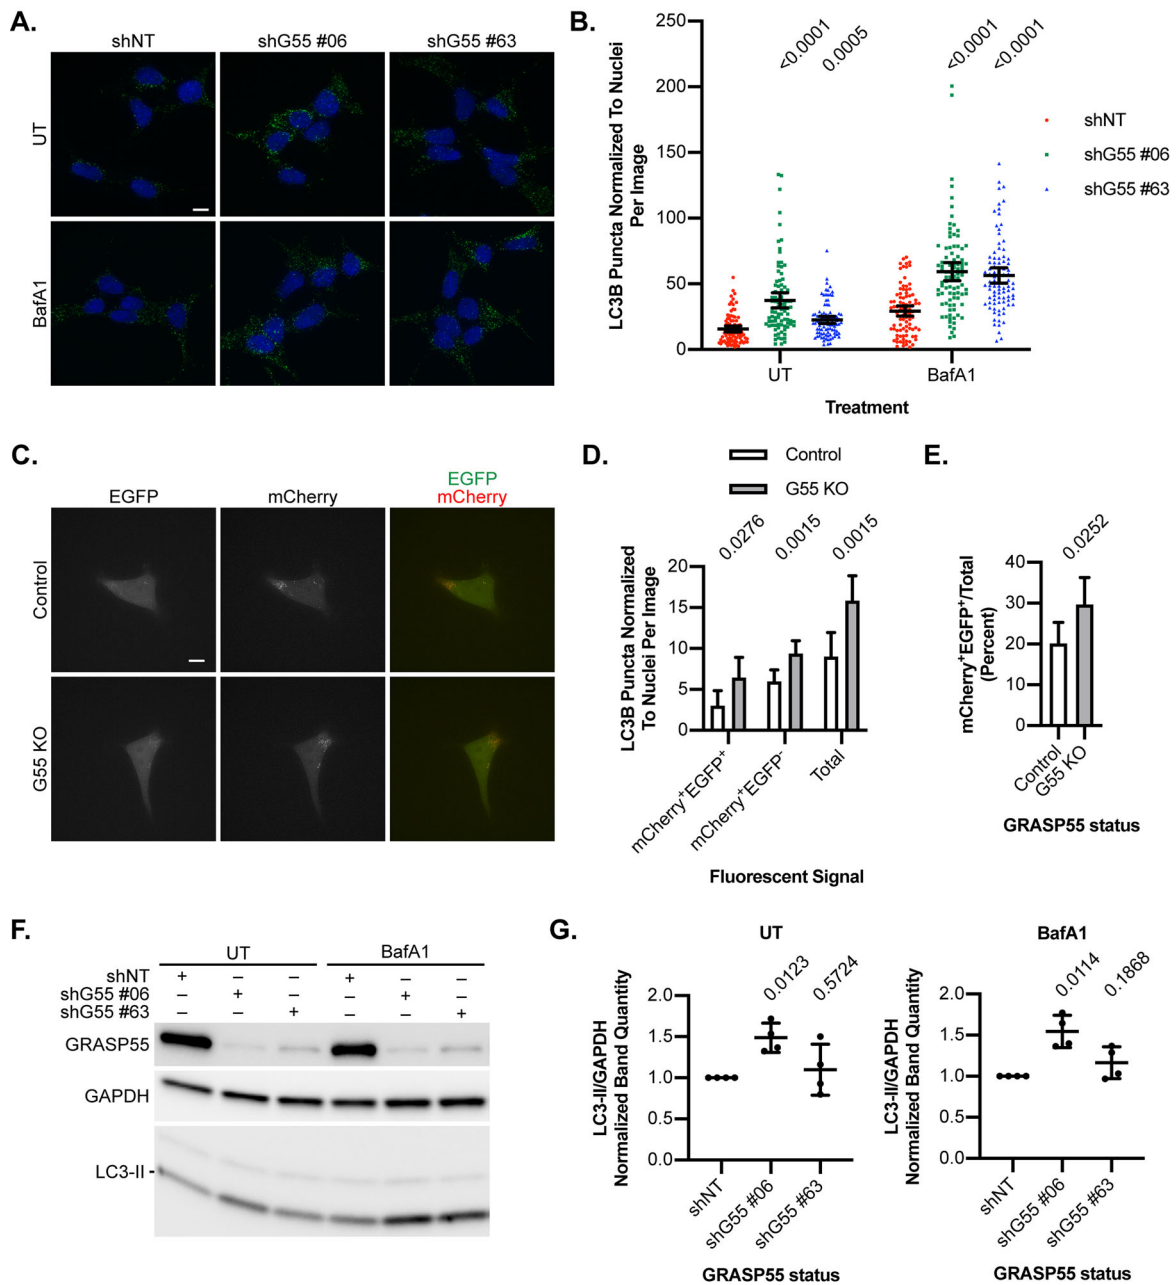 A.
shNT
shG55 #06
shG55 #63
UT
BafA1
B.
LC3B Puncta Normalized To Nuclei
Per Image
250
200
150
100
50
0
<0.0001
0.0005
<0.0001
<0.0001
UT
BafA1
Treatment
shNT
shG55 #06
shG55 #63
C.
EGFP
mCherry
EGFP
mCherry
Control
G55 KO
D.
Control
G55 KO
LC3B Puncta Normalized
To Nuclei Per Image
20
15
10
5
0
0.0276
0.0015
0.0015
mCherry+EGFP+
mCherry+EGFP-
Total
Fluorescent Signal
E.
mCherry+EGFP+/Total
(Percent)
40
30
20
10
0
0.0252
Control
G55 KO
GRASP55 status
F.
UT
BafA1
shNT + – – + – –
shG55 #06 – + – – + –
shG55 #63 – – + – – +
GRASP55
GAPDH
LC3-II
G.
UT
LC3-II/GAPDH
Normalized Band Quantity
2.0
1.5
1.0
0.5
0.0
0.0123
0.5724
shNT
shG55 #06
shG55 #63
GRASP55 status
BafA1
LC3-II/GAPDH
Normalized Band Quantity
2.0
1.5
1.0
0.5
0.0
0.0114
0.1868
shNT
shG55 #06
shG55 #63
GRASP55 status